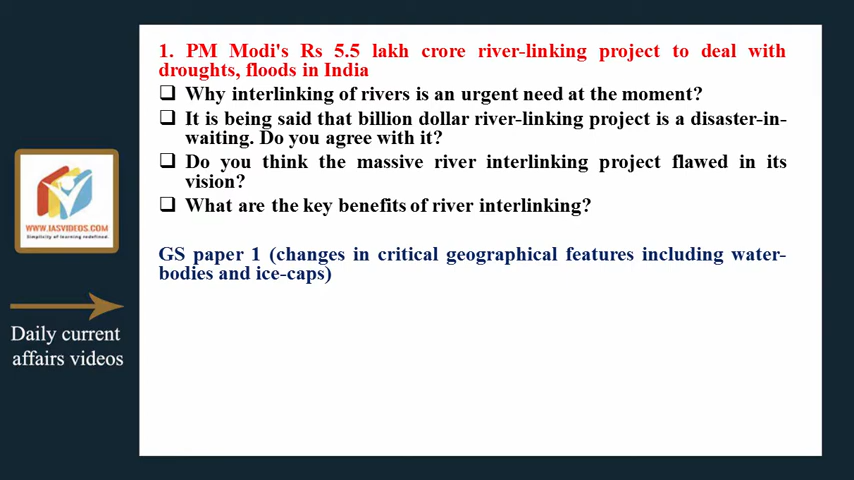 1. PM Modi's Rs 5.5 lakh crore river-linking project to deal with
droughts, floods in India
Why interlinking of rivers is an urgent need at the moment?
It is being said that billion dollar river-linking project is a disaster-in-
waiting. Do you agree with it?
Do you think the massive river interlinking project flawed in its
vision?
What are the key benefits of river interlinking?
GS paper 1 (changes in critical geographical features including water-
bodies and ice-caps)
WWW.IASVIDEOS.COM
Simplicity of learning redefined.
Daily current
affairs videos